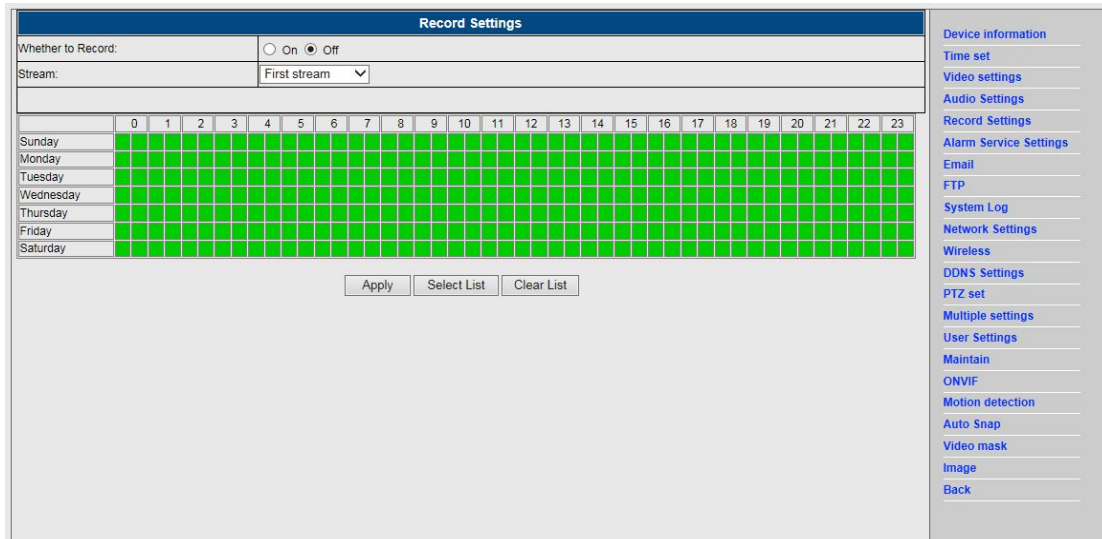 Record Settings
Whether to Record: On Off
Stream: First stream
0 1 2 3 4 5 6 7 8 9 10 11 12 13 14 15 16 17 18 19 20 21 22 23
Sunday
Monday
Tuesday
Wednesday
Thursday
Friday
Saturday
Apply Select List Clear List
Device information
Time set
Video settings
Audio Settings
Record Settings
Alarm Service Settings
Email
FTP
System Log
Network Settings
Wireless
DDNS Settings
PTZ set
Multiple settings
User Settings
Maintain
ONVIF
Motion detection
Auto Snap
Video mask
Image
Back